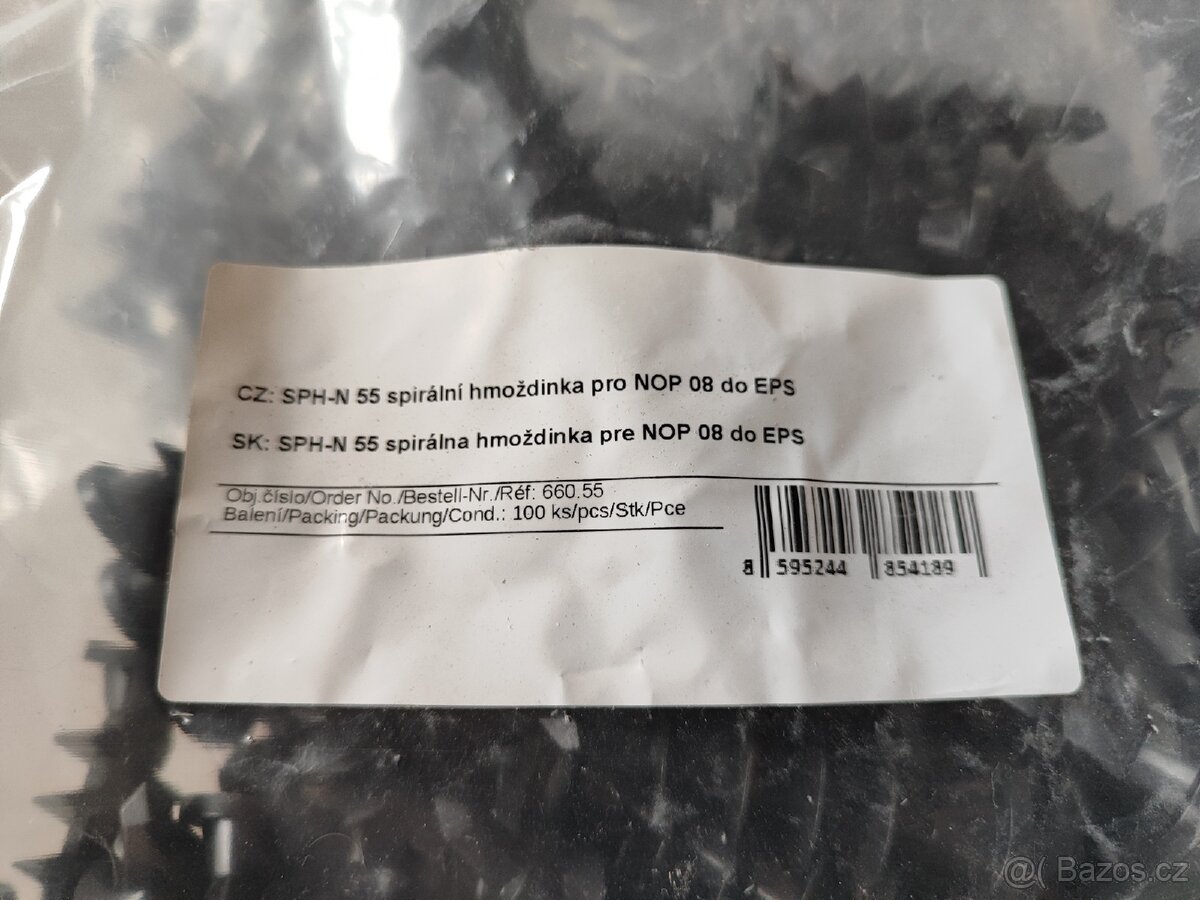 CZ: SPH-N 55 spirální hmoždinka pro NOP 08 do EPS
SK: SPH-N 55 spirálna hmoždinka pre NOP 08 do EPS
Obj.číslo/Order No./Bestell-Nr./Réf: 660.55
Balení/Packing/Packung/Cond.: 100 ks/pcs/Stk/Pce
8 595244 854189
@( Bazos.cz